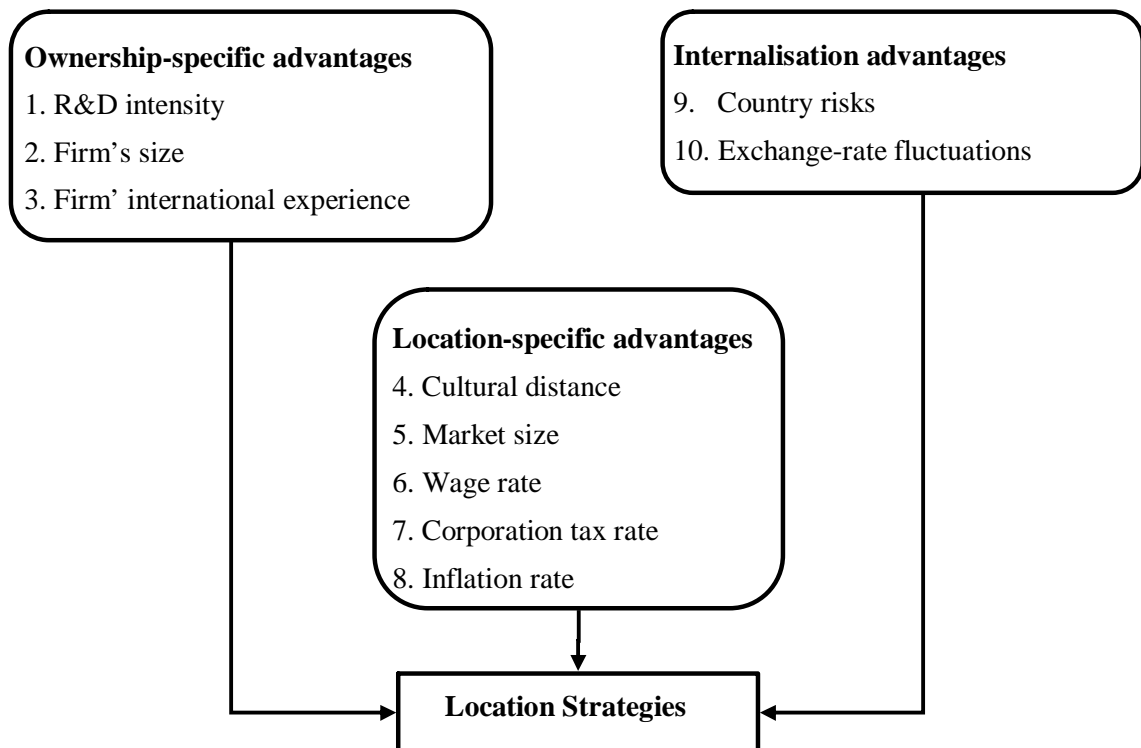 Ownership-specific advantages
1. R&D intensity
2. Firm’s size
3. Firm’ international experience
Internalisation advantages
9. Country risks
10. Exchange-rate fluctuations
Location-specific advantages
4. Cultural distance
5. Market size
6. Wage rate
7. Corporation tax rate
8. Inflation rate
Location Strategies